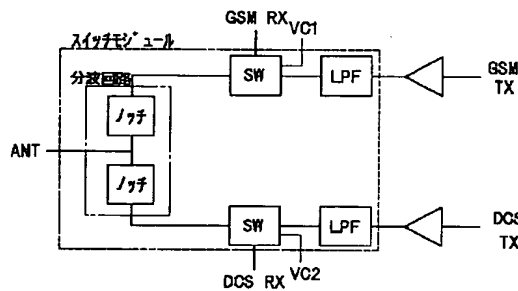 GSM RX
VC1
スイッチモジュール
分波回路
SW
LPF
GSM
TX
ノッチ
ANT
ノッチ
SW
LPF
DCS
TX
DCS RX
VC2